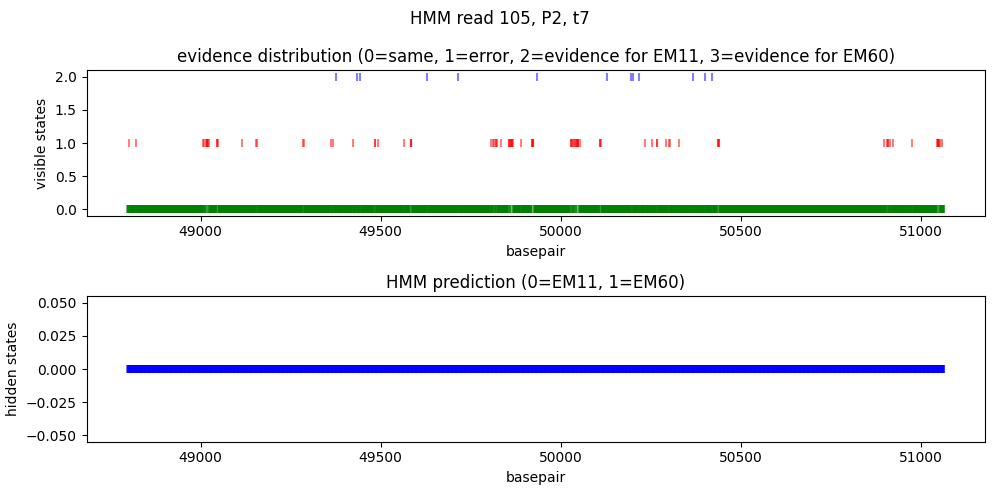 HMM read 105, P2, t7
evidence distribution (0=same, 1=error, 2=evidence for EM11, 3=evidence for EM60)
visible states
2.0
1.5
1.0
0.5
0.0
49000 49500 50000 50500 51000
basepair
HMM prediction (0=EM11, 1=EM60)
hidden states
0.050
0.025
0.000
−0.025
−0.050
49000 49500 50000 50500 51000
basepair